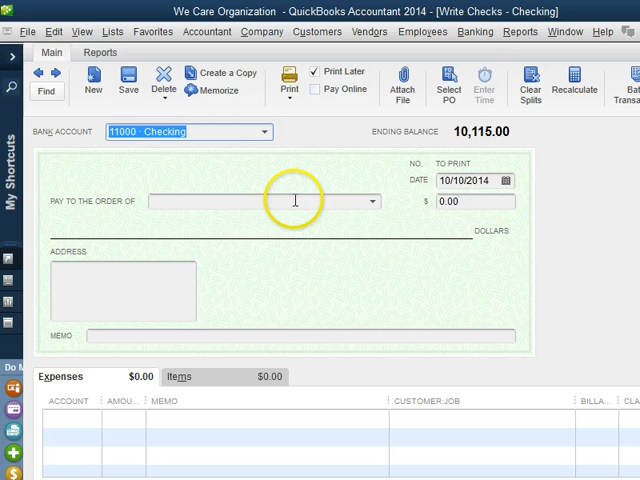 We Care Organization - QuickBooks Accountant 2014 - [Write Checks - Checking]
File Edit View Lists Favorites Accountant Company Customers Vendors Employees Banking Reports Window Help
Main Reports
Find
New
Save
Delete
Create a Copy
Memorize
Print
Print Later
Pay Online
Attach File
Select PO
Enter Time
Clear Splits
Recalculate
My Shortcuts
BANK ACCOUNT 11000 · Checking ENDING BALANCE 10,115.00
NO. TO PRINT
DATE 10/10/2014
PAY TO THE ORDER OF $ 0.00
DOLLARS
ADDRESS
MEMO
Expenses $0.00 Items $0.00
ACCOUNT AMOU... MEMO CUSTOMER:JOB BILLA...